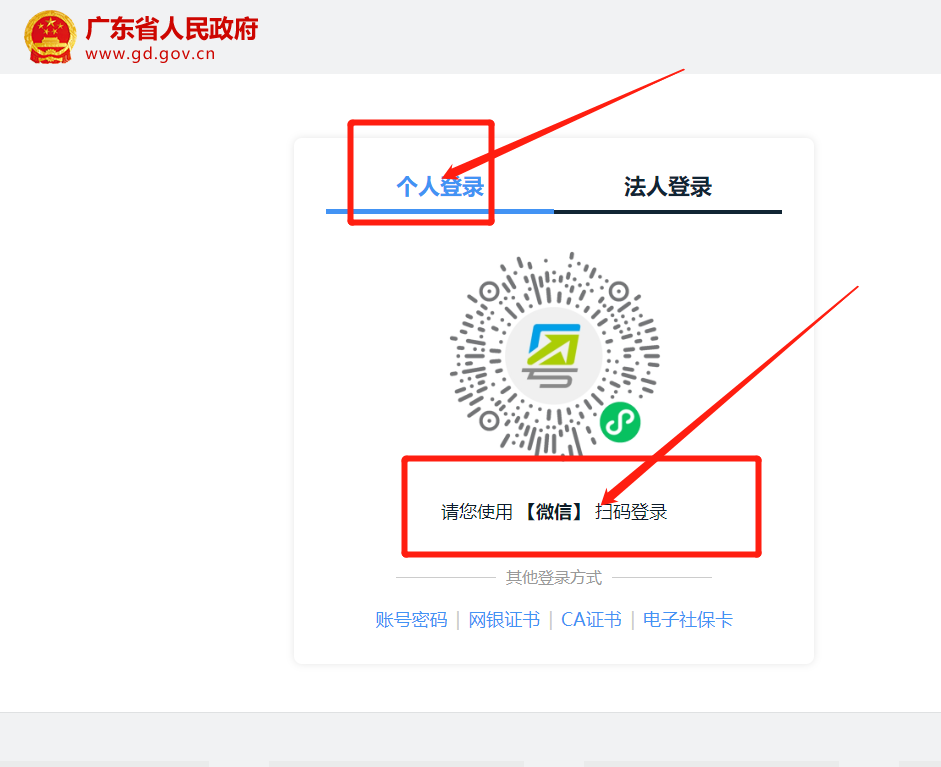 广东省人民政府
www.gd.gov.cn
个人登录 法人登录
请您使用【微信】扫码登录
其他登录方式
账号密码 | 网银证书 | CA证书 | 电子社保卡